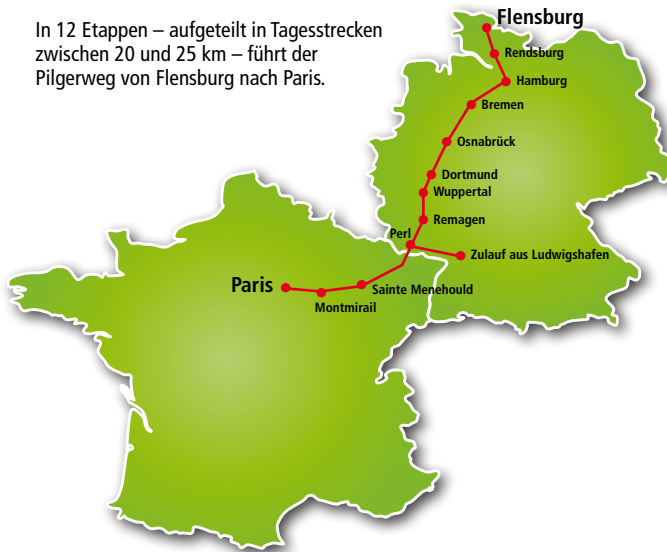 In 12 Etappen – aufgeteilt in Tagesstrecken
zwischen 20 und 25 km – führt der
Pilgerweg von Flensburg nach Paris.
Flensburg
Rendsburg
Hamburg
Bremen
Osnabrück
Dortmund
Wuppertal
Remagen
Perl
Zulauf aus Ludwigshafen
Paris
Sainte Menehould
Montmirail